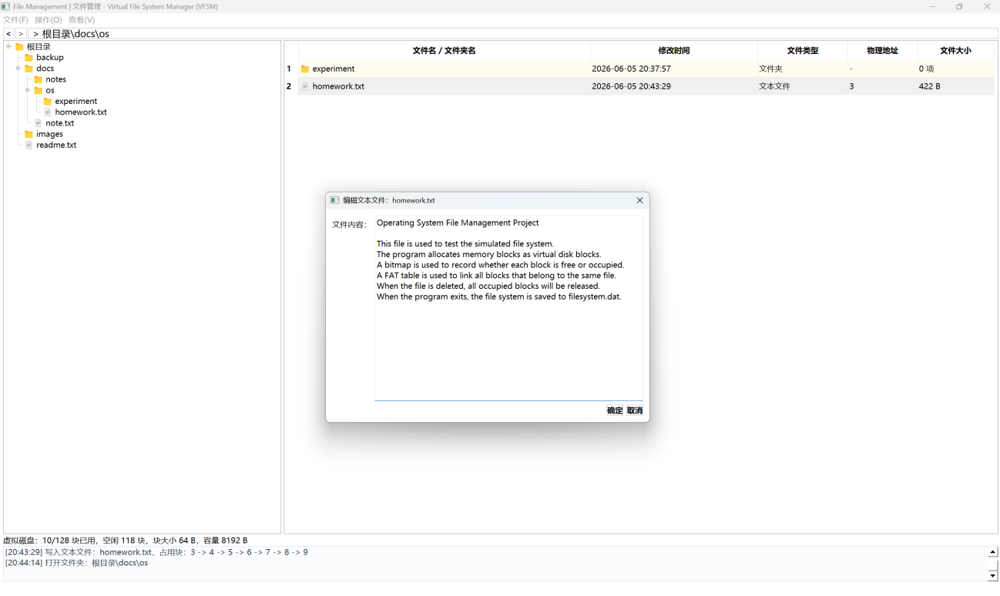 File Management | 文件管理 - Virtual File System Manager (VFSM)
文件(F) 操作(O) 查看(V)
< > > 根目录\docs\os
根目录
backup
docs
notes
os
experiment
homework.txt
note.txt
images
readme.txt
文件名 / 文件夹名 修改时间 文件类型 物理地址 文件大小
1 experiment 2026-06-05 20:37:57 文件夹 - 0 项
2 homework.txt 2026-06-05 20:43:29 文本文件 3 422 B
编辑文本文件: homework.txt
文件内容:
Operating System File Management Project
This file is used to test the simulated file system.
The program allocates memory blocks as virtual disk blocks.
A bitmap is used to record whether each block is free or occupied.
A FAT table is used to link all blocks that belong to the same file.
When the file is deleted, all occupied blocks will be released.
When the program exits, the file system is saved to filesystem.dat.
确定 取消
虚拟磁盘: 10/128 块已用, 空闲 118 块, 块大小 64 B, 容量 8192 B
[20:43:29] 写入文本文件: homework.txt, 占用块: 3 -> 4 -> 5 -> 6 -> 7 -> 8 -> 9
[20:44:14] 打开文件夹: 根目录\docs\os